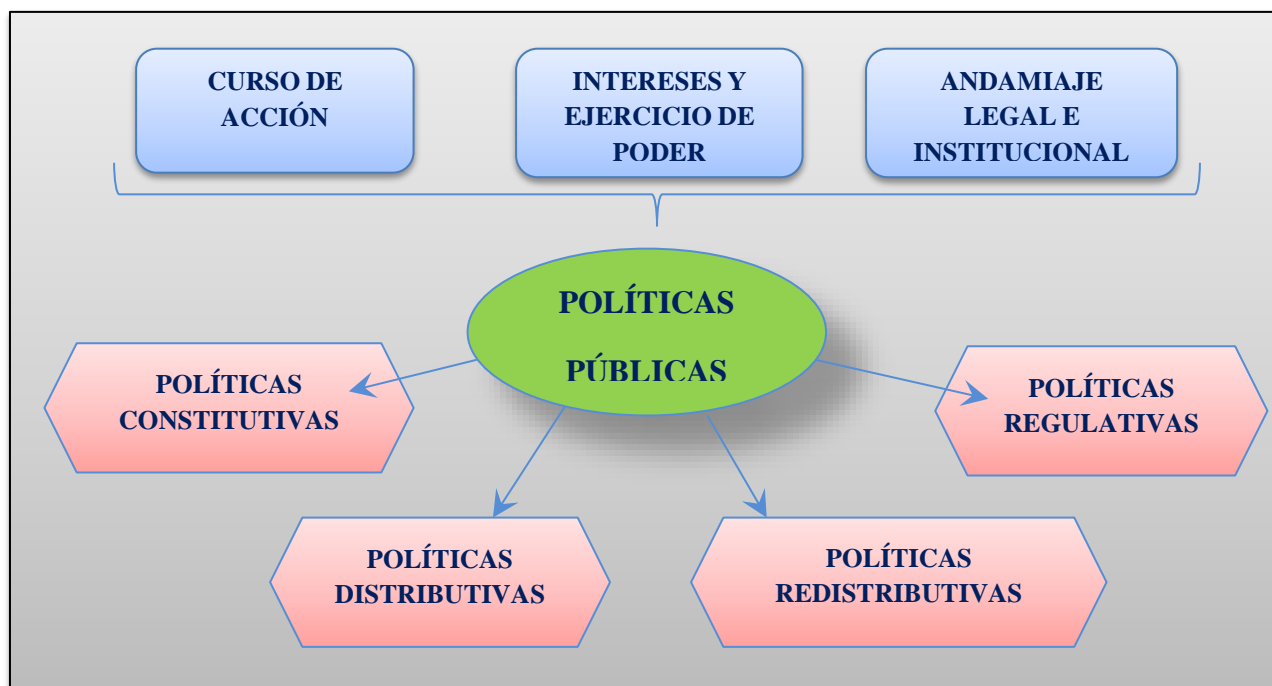 CURSO DE
ACCIÓN
INTERESES Y
EJERCICIO DE
PODER
ANDAMIAJE
LEGAL E
INSTITUCIONAL
POLÍTICAS
PÚBLICAS
POLÍTICAS
CONSTITUTIVAS
POLÍTICAS
REGULATIVAS
POLÍTICAS
DISTRIBUTIVAS
POLÍTICAS
REDISTRIBUTIVAS